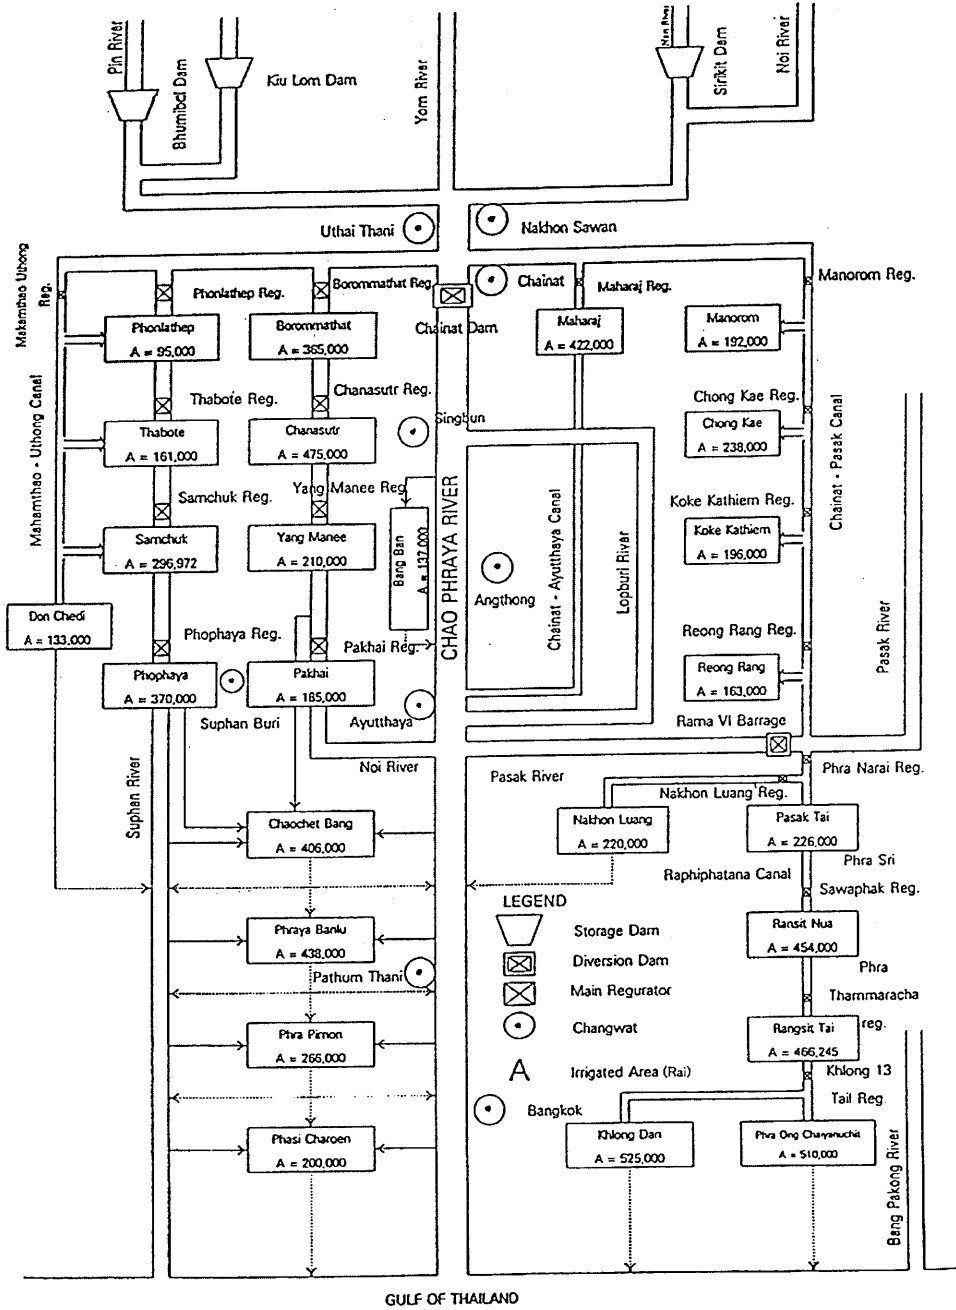 Pin River
Bhumibol Dam
Kiu Lom Dam
Yom River
Nan River
Sirikit Dam
Noi River
Uthai Thani
Nakhon Sawan
Makamthao Uthong
Reg.
Phonlathep Reg.
Borommathat Reg.
Chainat
Maharaj Reg.
Manorom Reg.
Chainat Dam
Phonlathep
A = 95,000
Borommathat
A = 365,000
Maharaj
A = 422,000
Manorom
A = 192,000
Thabote Reg.
Chanasutr Reg.
Chong Kae Reg.
Singbun
Thabote
A = 161,000
Chanasutr
A = 475,000
Chong Kae
A = 238,000
Mahamthao - Uthong Canal
Chainat - Pasak Canal
Samchuk Reg.
Yang Manee Reg.
Koke Kathiem Reg.
Samchuk
A = 296,972
Yang Manee
A = 210,000
Bang Ban
A = 137,000
CHAO PHRAYA RIVER
Angthong
Chainat - Ayutthaya Canal
Lopburi River
Koke Kathiem
A = 196,000
Don Chedi
A = 133,000
Phophaya Reg.
Pakhai Reg.
Reong Rang Reg.
Pasak River
Phophaya
A = 370,000
Pakhai
A = 185,000
Reong Rang
A = 163,000
Suphan Buri
Ayutthaya
Rama VI Barrage
Suphan River
Noi River
Pasak River
Phra Narai Reg.
Nakhon Luang Reg.
Chaochet Bang
A = 406,000
Nakhon Luang
A = 220,000
Pasak Tai
A = 226,000
Raphiphatana Canal
Phra Sri
Sawaphak Reg.
LEGEND
Storage Dam
Diversion Dam
Main Regurator
Changwat
A Irrigated Area (Rai)
Phraya Banlu
A = 438,000
Ransit Nua
A = 454,000
Pathum Thani
Phra
Thammaracha
reg.
Phra Pimon
A = 266,000
Rangsit Tai
A = 466,245
Khlong 13
Tail Reg
Bangkok
Phasi Charoen
A = 200,000
Khlong Dan
A = 525,000
Phra Ong Chaiyanuchit
A = 510,000
Bang Pakong River
GULF OF THAILAND